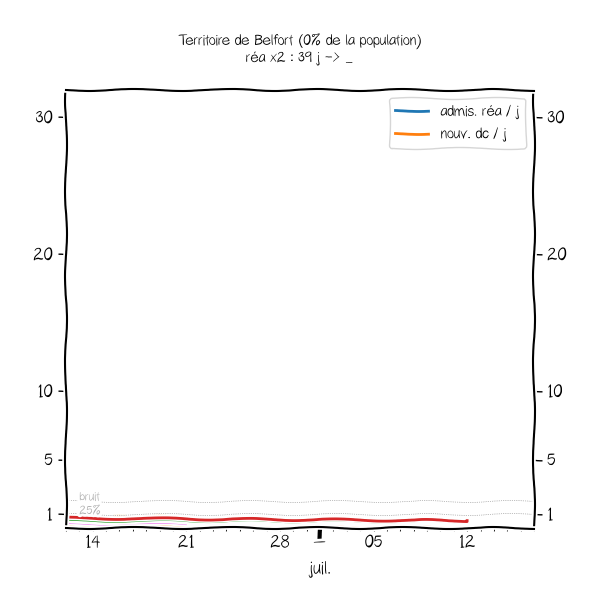 Territoire de Belfort (0% de la population)
réa x2 : 39 j -> _
admis. réa / j
nouv. dc / j
30
30
20
20
10
10
5
5
bruit
25%
1
1
14
21
28
05
12
juil.